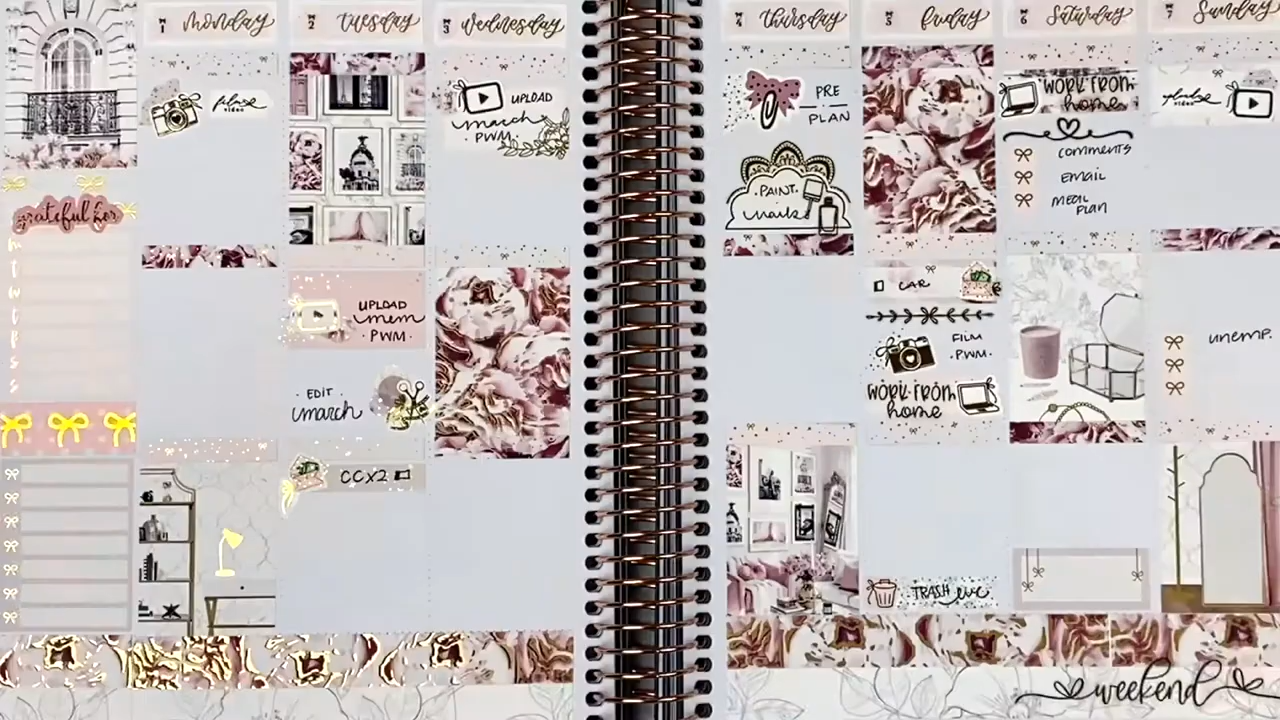 M 1 monday
M 2 tuesday
M 3 wednesday
M 4 thursday
M 5 friday
M 6 saturday
M 7 sunday
grateful for
m
t
w
t
f
s
s
UPLOAD
mem
PWM.
EDIT
march
CCX2
UPLOAD
march
PWM.
PRE
PLAN
PAINT.
nails
CAR
FILM
PWM.
WORK FROM
home
TRASH eve
WORK FROM
home
comments
EMAIL
MEAL
PLAN
unemp.
weekend